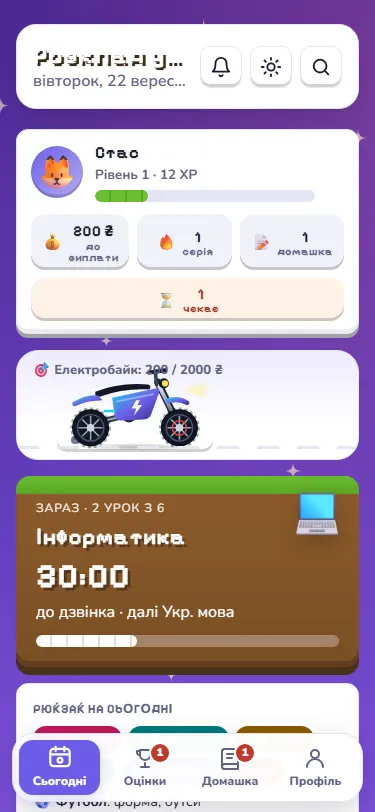 Розклад у...
вівторок, 22 верес...
Стас
Рівень 1 · 12 XP
800 ₴
до
виплати
1
серія
1
домашка
1
чекає
Електробайк: 200 / 2000 ₴
ЗАРАЗ · 2 УРОК З 6
Інформатика
30:00
до дзвінка · далі Укр. мова
РЮКЗАК НА СЬОГОДНІ
Футбол: форма, бутси
1
1
Сьогодні
Оцінки
Домашка
Профіль